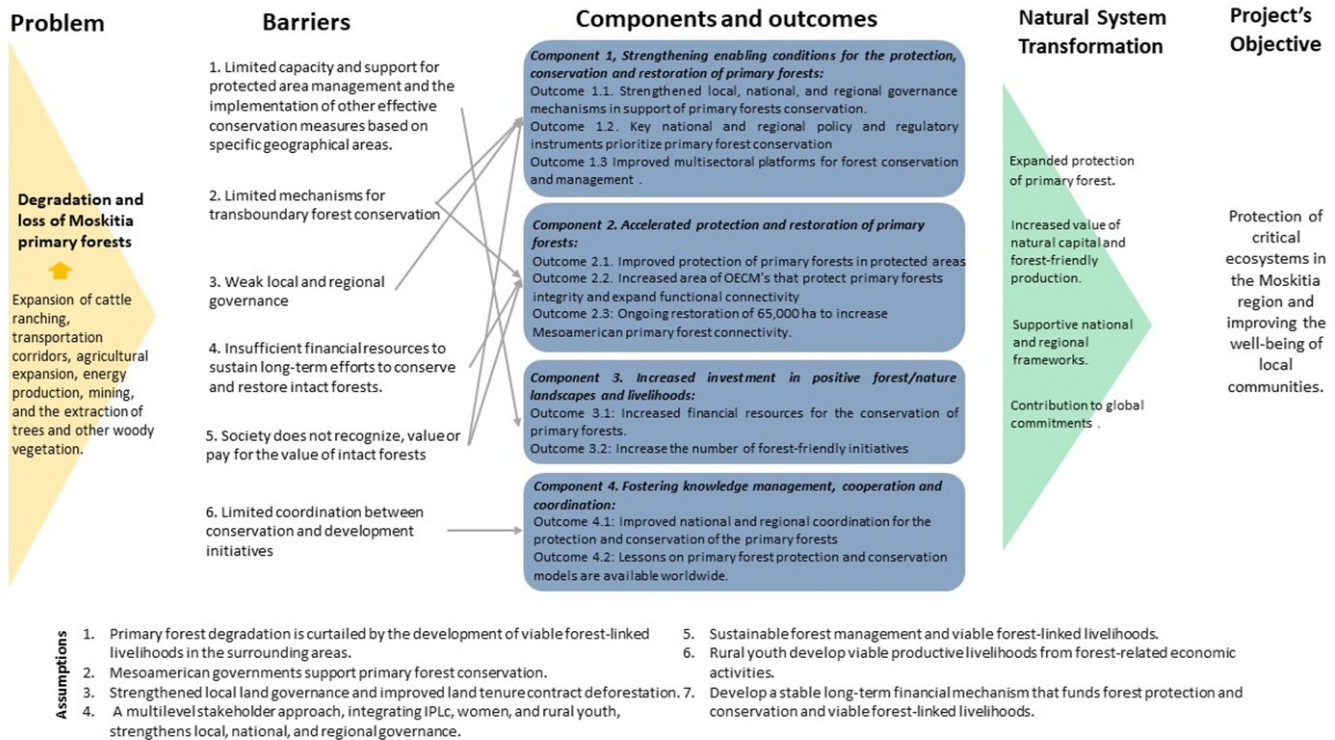 Problem
Barriers
Components and outcomes
Natural System
Transformation
Project's
Objective
Degradation and
loss of Moskitia
primary forests
Expansion of cattle
ranching,
transportation
corridors, agricultural
expansion, energy
production, mining,
and the extraction of
trees and other woody
vegetation.
1. Limited capacity and support for
protected area management and the
implementation of other effective
conservation measures based on
specific geographical areas.
2. Limited mechanisms for
transboundary forest conservation
3. Weak local and regional
governance
4. Insufficient financial resources to
sustain long-term efforts to conserve
and restore intact forests.
5. Society does not recognize, value or
pay for the value of intact forests
6. Limited coordination between
conservation and development
initiatives
Component 1, Strengthening enabling conditions for the protection,
conservation and restoration of primary forests:
Outcome 1.1. Strengthened local, national, and regional governance
mechanisms in support of primary forests conservation.
Outcome 1.2. Key national and regional policy and regulatory
instruments prioritize primary forest conservation
Outcome 1.3 Improved multisectoral platforms for forest conservation
and management .
Component 2. Accelerated protection and restoration of primary
forests:
Outcome 2.1. Improved protection of primary forests in protected areas
Outcome 2.2. Increased area of OECM's that protect primary forests
integrity and expand functional connectivity
Outcome 2.3: Ongoing restoration of 65,000 ha to increase
Mesoamerican primary forest connectivity.
Component 3. Increased investment in positive forest/nature
landscapes and livelihoods:
Outcome 3.1: Increased financial resources for the conservation of
primary forests.
Outcome 3.2: Increase the number of forest-friendly initiatives
Component 4. Fostering knowledge management, cooperation and
coordination:
Outcome 4.1: Improved national and regional coordination for the
protection and conservation of the primary forests
Outcome 4.2: Lessons on primary forest protection and conservation
models are available worldwide.
Expanded protection
of primary forest.
Increased value of
natural capital and
forest-friendly
production.
Supportive national
and regional
frameworks.
Contribution to global
commitments .
Protection of
critical
ecosystems in
the Moskitia
region and
improving the
well-being of
local
communities.
Assumptions
1. Primary forest degradation is curtailed by the development of viable forest-linked
livelihoods in the surrounding areas.
2. Mesoamerican governments support primary forest conservation.
3. Strengthened local land governance and improved land tenure contract deforestation.
4. A multilevel stakeholder approach, integrating IPLc, women, and rural youth,
strengthens local, national, and regional governance.
5. Sustainable forest management and viable forest-linked livelihoods.
6. Rural youth develop viable productive livelihoods from forest-related economic
activities.
7. Develop a stable long-term financial mechanism that funds forest protection and
conservation and viable forest-linked livelihoods.